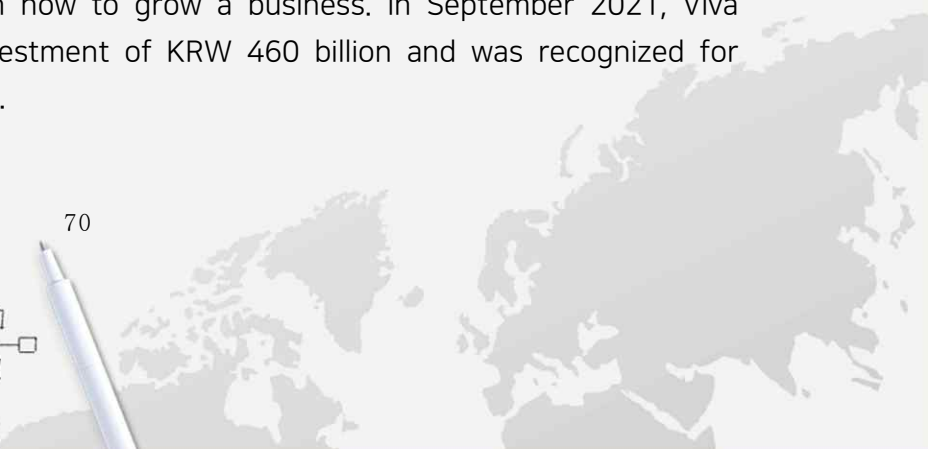 how to grow a business. In September 2021, Viva
estment of KRW 460 billion and was recognized for
.
70